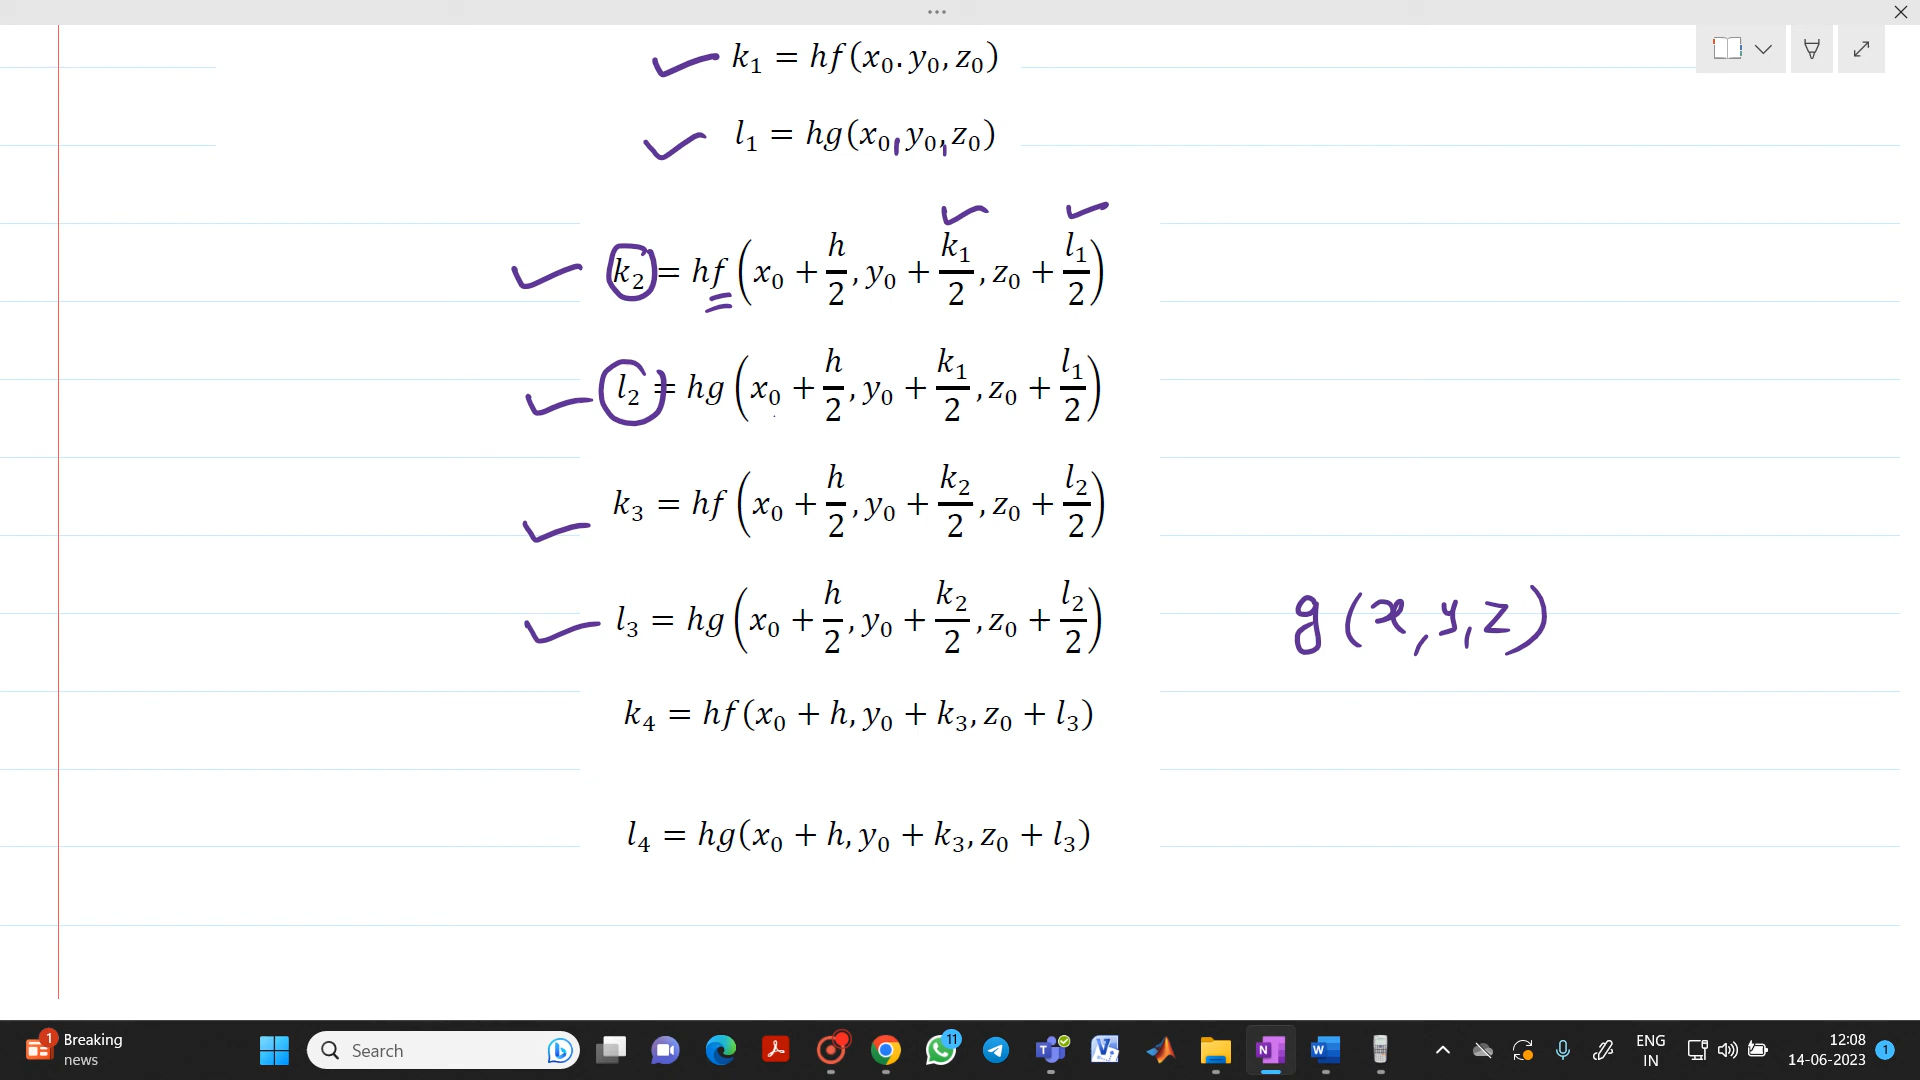 k₁ = hf(x₀.y₀, z₀)
l₁ = hg(x₀,y₀,z₀)
k₂ = hf(x₀ + h/2, y₀ + k₁/2, z₀ + l₁/2)
l₂ = hg(x₀ + h/2, y₀ + k₁/2, z₀ + l₁/2)
k₃ = hf(x₀ + h/2, y₀ + k₂/2, z₀ + l₂/2)
l₃ = hg(x₀ + h/2, y₀ + k₂/2, z₀ + l₂/2)
g(x,y,z)
k₄ = hf(x₀ + h, y₀ + k₃, z₀ + l₃)
l₄ = hg(x₀ + h, y₀ + k₃, z₀ + l₃)
1 Breaking
news
Search
11
T
N
W
ENG
IN
12:08
14-06-2023
1